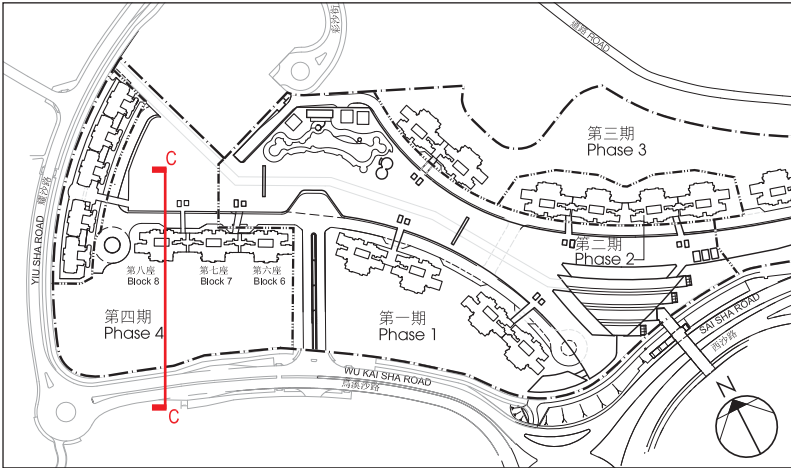 道路 ROAD
第三期
Phase 3
C
YIU SHA ROAD 耀沙路
第八座
Block 8
第七座
Block 7
第六座
Block 6
第二期
Phase 2
第四期
Phase 4
第一期
Phase 1
SAI SHA ROAD
西沙路
WU KAI SHA ROAD
烏溪沙路
C
N